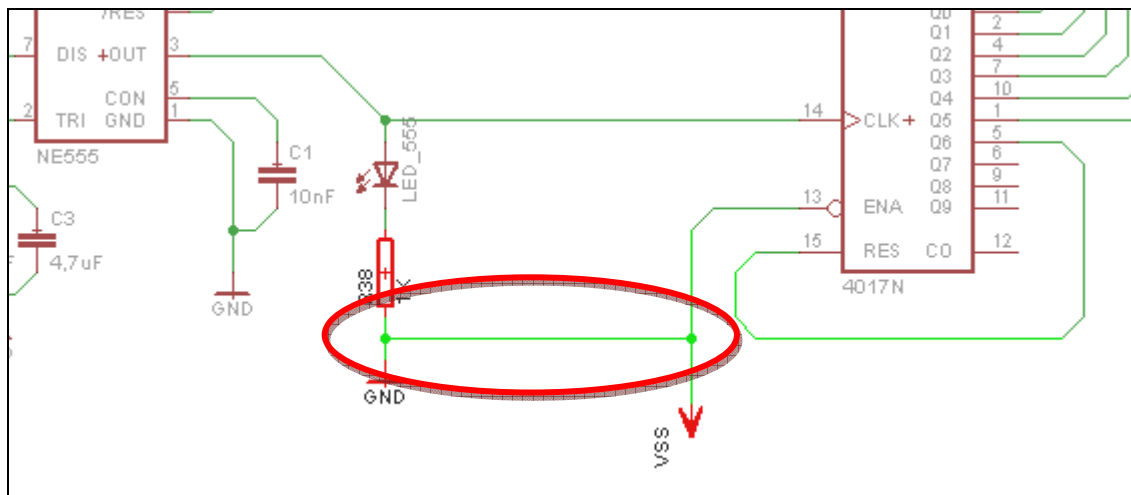 7
DIS +OUT
3
CON
5
2
TRI GND
1
NE555
C1
10nF
C3
4,7uF
GND
LED_555
1K
GND
VSS
14
CLK+
13
ENA
15
RES
CO
12
4017N
Q1
2
Q2
4
Q3
7
Q4
10
Q5
1
Q6
5
Q7
6
Q8
9
Q9
11